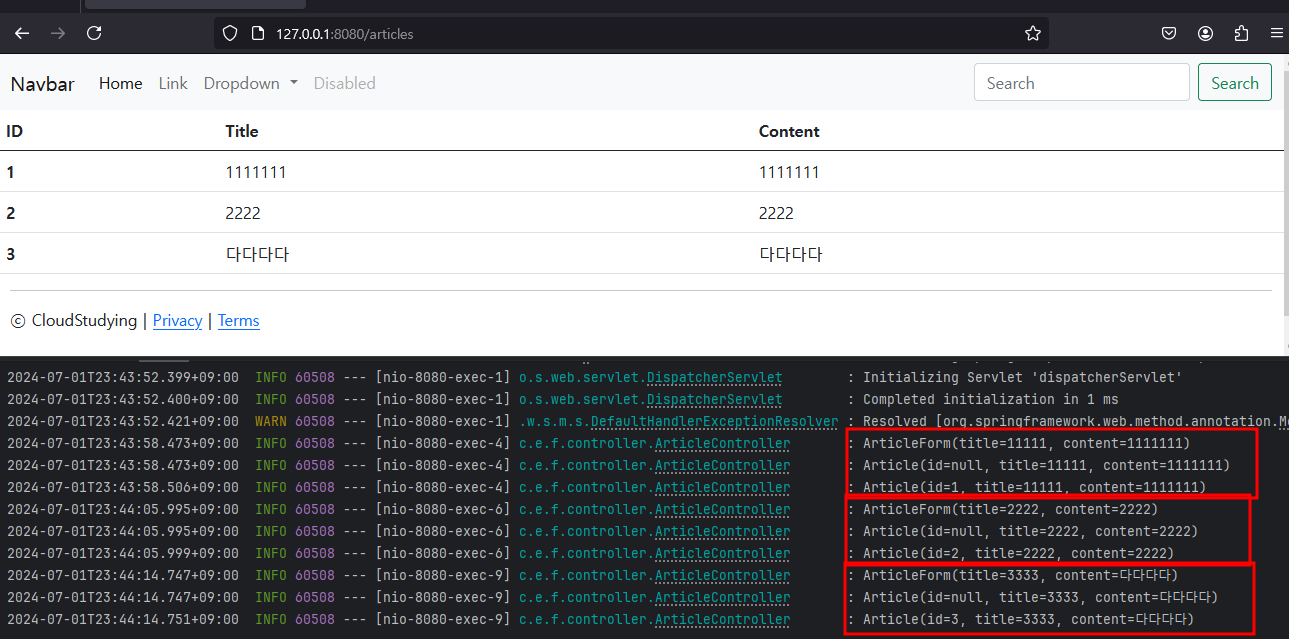 127.0.0.1:8080/articles
Navbar Home Link Dropdown Disabled Search Search
ID Title Content
1 1111111 1111111
2 2222 2222
3 다다다다 다다다다
© CloudStudying | Privacy | Terms
2024-07-01T23:43:52.399+09:00 INFO 60508 --- [nio-8080-exec-1] o.s.web.servlet.DispatcherServlet : Initializing Servlet 'dispatcherServlet'
2024-07-01T23:43:52.400+09:00 INFO 60508 --- [nio-8080-exec-1] o.s.web.servlet.DispatcherServlet : Completed initialization in 1 ms
2024-07-01T23:43:52.421+09:00 WARN 60508 --- [nio-8080-exec-1] .w.s.m.s.DefaultHandlerExceptionResolver : Resolved [org.springframework.web.method.annotation.Me
2024-07-01T23:43:58.473+09:00 INFO 60508 --- [nio-8080-exec-4] c.e.f.controller.ArticleController : ArticleForm(title=11111, content=1111111)
2024-07-01T23:43:58.473+09:00 INFO 60508 --- [nio-8080-exec-4] c.e.f.controller.ArticleController : Article(id=null, title=11111, content=1111111)
2024-07-01T23:43:58.506+09:00 INFO 60508 --- [nio-8080-exec-4] c.e.f.controller.ArticleController : Article(id=1, title=11111, content=1111111)
2024-07-01T23:44:05.995+09:00 INFO 60508 --- [nio-8080-exec-6] c.e.f.controller.ArticleController : ArticleForm(title=2222, content=2222)
2024-07-01T23:44:05.995+09:00 INFO 60508 --- [nio-8080-exec-6] c.e.f.controller.ArticleController : Article(id=null, title=2222, content=2222)
2024-07-01T23:44:05.999+09:00 INFO 60508 --- [nio-8080-exec-6] c.e.f.controller.ArticleController : Article(id=2, title=2222, content=2222)
2024-07-01T23:44:14.747+09:00 INFO 60508 --- [nio-8080-exec-9] c.e.f.controller.ArticleController : ArticleForm(title=3333, content=다다다다)
2024-07-01T23:44:14.747+09:00 INFO 60508 --- [nio-8080-exec-9] c.e.f.controller.ArticleController : Article(id=null, title=3333, content=다다다다)
2024-07-01T23:44:14.751+09:00 INFO 60508 --- [nio-8080-exec-9] c.e.f.controller.ArticleController : Article(id=3, title=3333, content=다다다다)